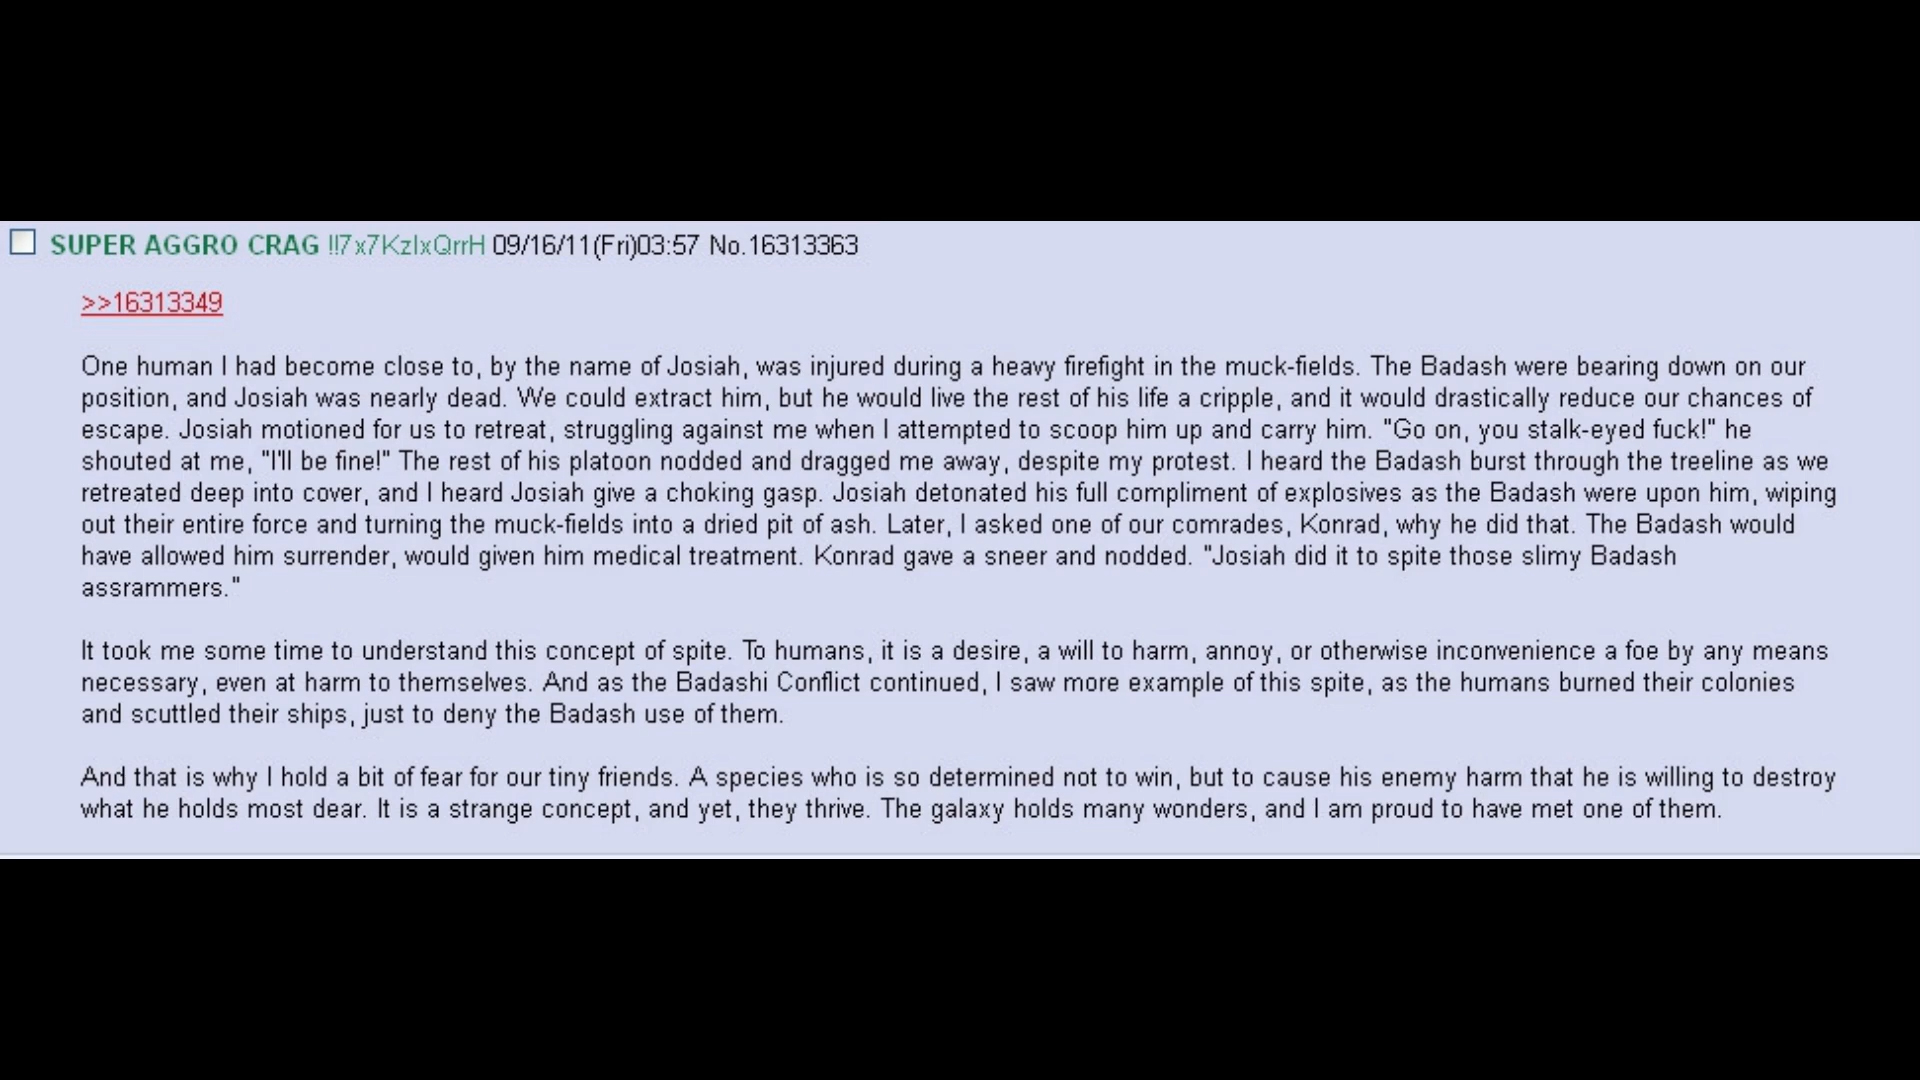 SUPER AGGRO CRAG !!7x7KzIxQrrH 09/16/11(Fri)03:57 No.16313363
>>16313349
One human I had become close to, by the name of Josiah, was injured during a heavy firefight in the muck-fields. The Badash were bearing down on our
position, and Josiah was nearly dead. We could extract him, but he would live the rest of his life a cripple, and it would drastically reduce our chances of
escape. Josiah motioned for us to retreat, struggling against me when I attempted to scoop him up and carry him. "Go on, you stalk-eyed fuck!" he
shouted at me, "I'll be fine!" The rest of his platoon nodded and dragged me away, despite my protest. I heard the Badash burst through the treeline as we
retreated deep into cover, and I heard Josiah give a choking gasp. Josiah detonated his full compliment of explosives as the Badash were upon him, wiping
out their entire force and turning the muck-fields into a dried pit of ash. Later, I asked one of our comrades, Konrad, why he did that. The Badash would
have allowed him surrender, would given him medical treatment. Konrad gave a sneer and nodded. "Josiah did it to spite those slimy Badash
assrammers."
It took me some time to understand this concept of spite. To humans, it is a desire, a will to harm, annoy, or otherwise inconvenience a foe by any means
necessary, even at harm to themselves. And as the Badashi Conflict continued, I saw more example of this spite, as the humans burned their colonies
and scuttled their ships, just to deny the Badash use of them.
And that is why I hold a bit of fear for our tiny friends. A species who is so determined not to win, but to cause his enemy harm that he is willing to destroy
what he holds most dear. It is a strange concept, and yet, they thrive. The galaxy holds many wonders, and I am proud to have met one of them.